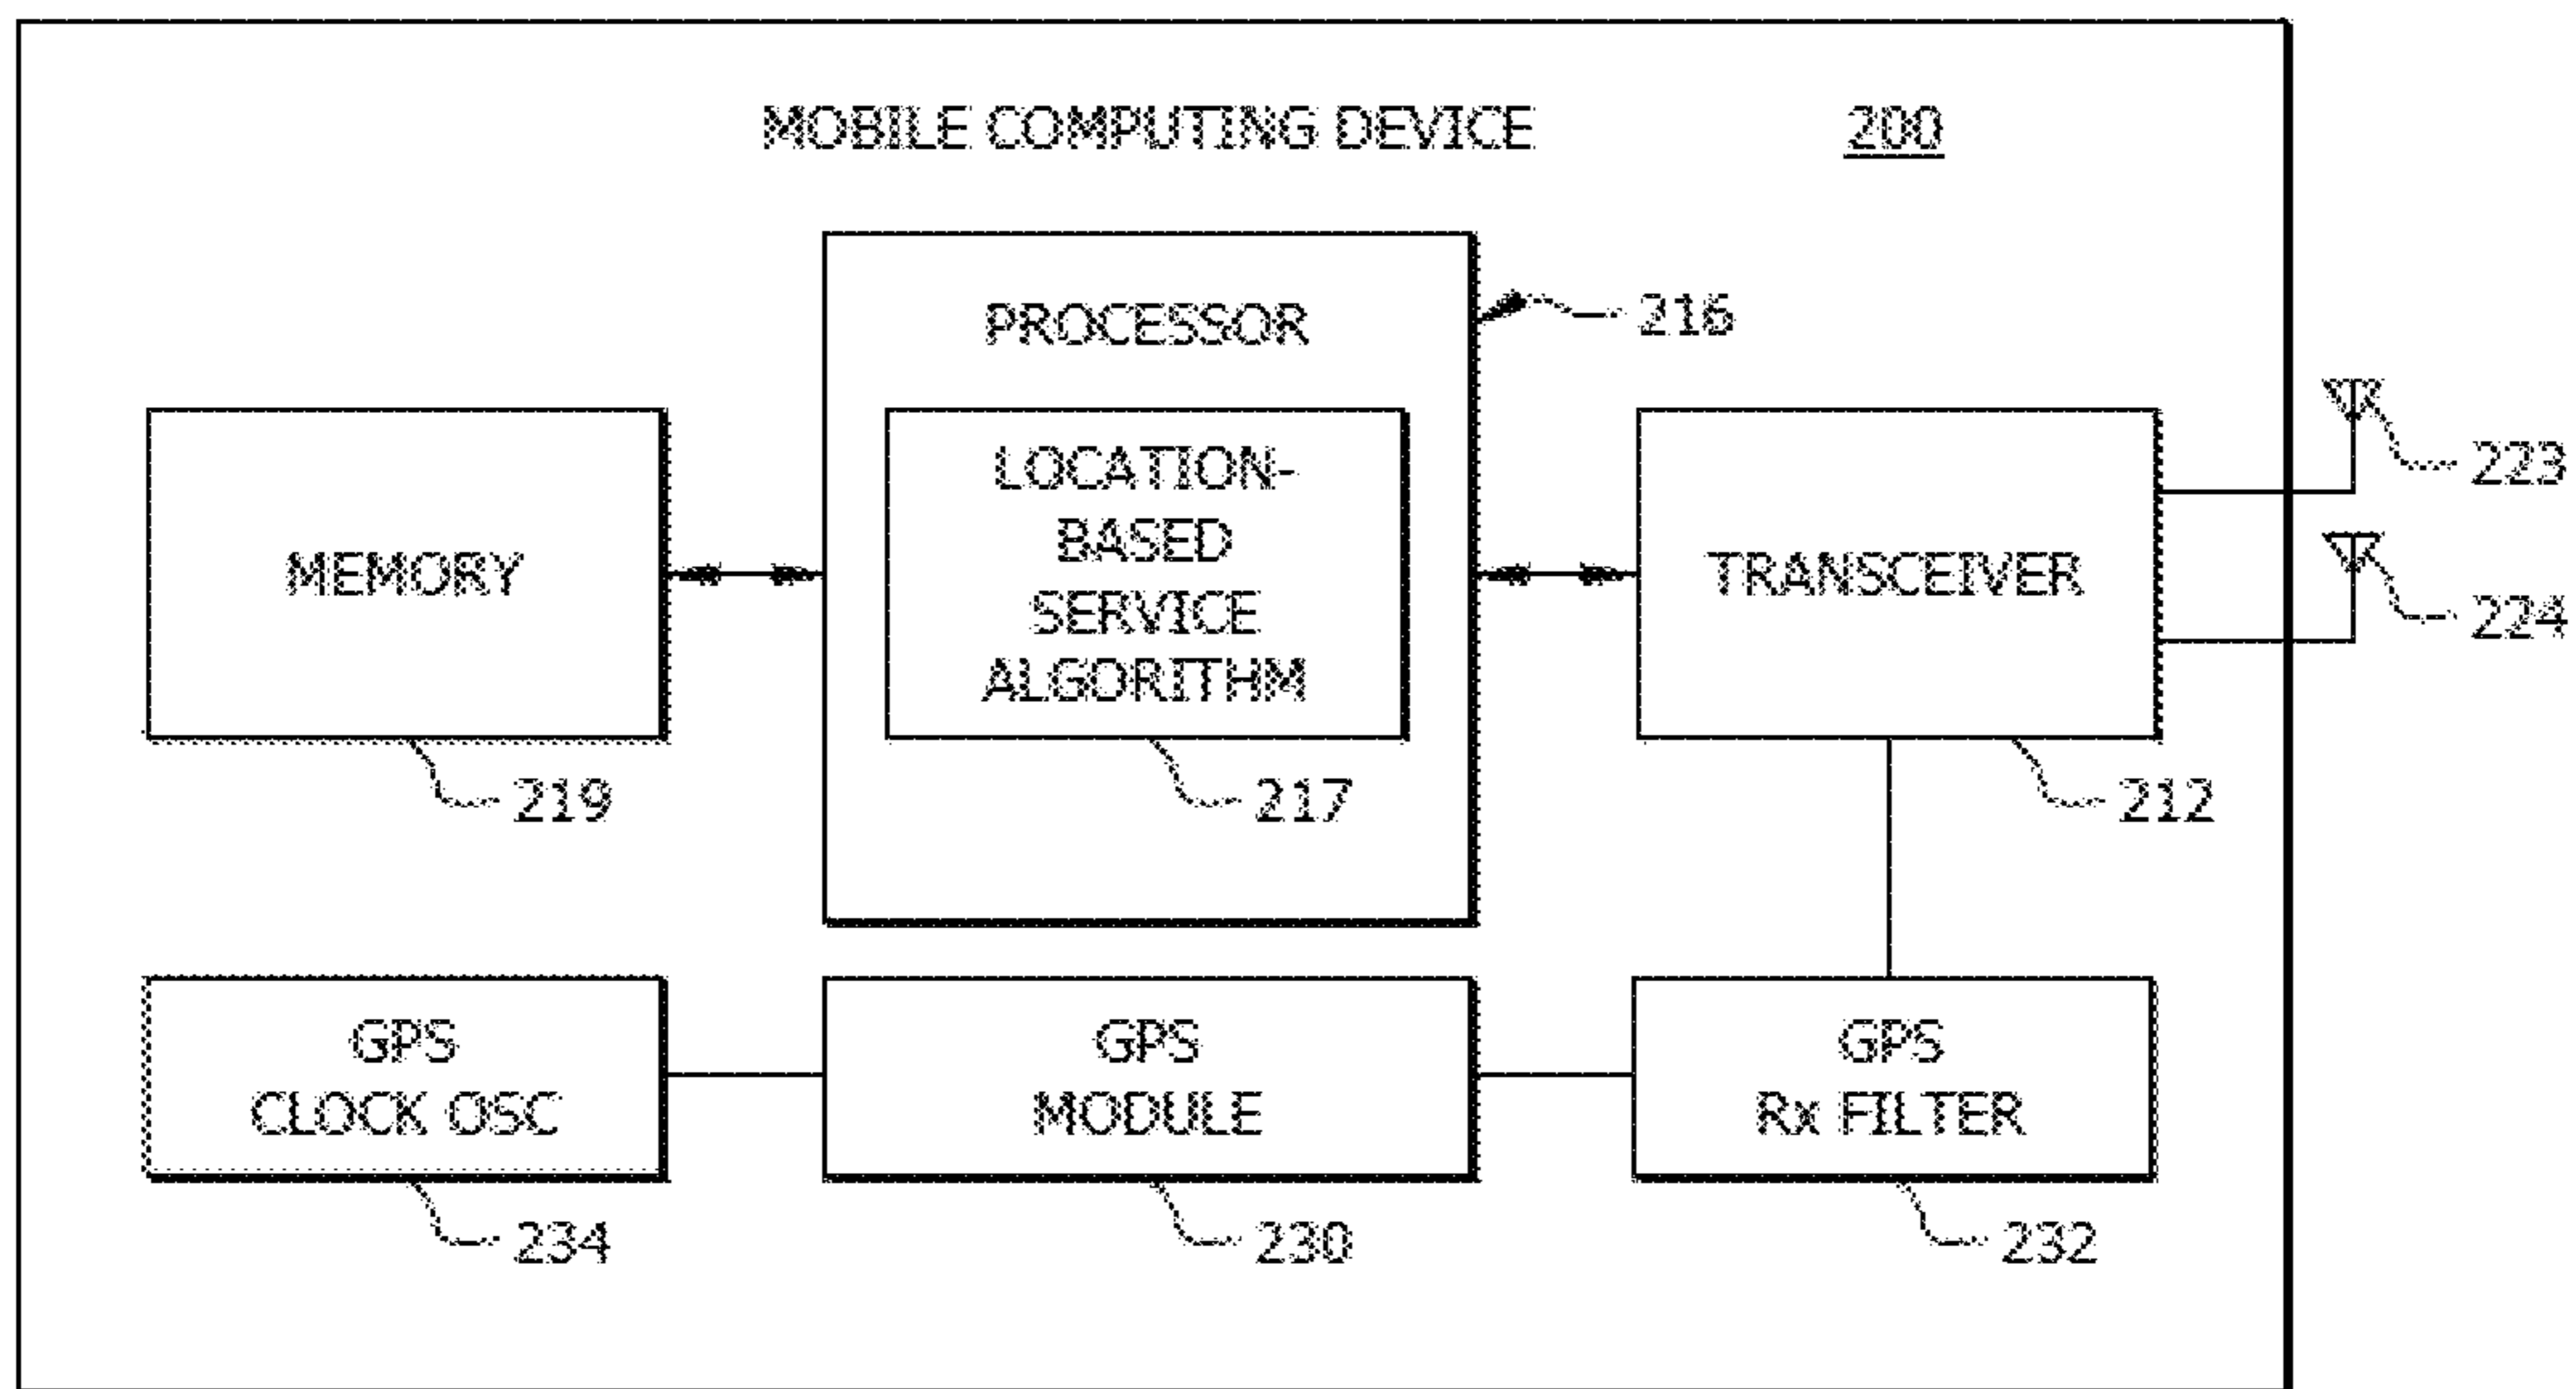 MOBILE COMPUTING DEVICE 200
PROCESSOR
216
LOCATION-
BASED
SERVICE
ALGORITHM
217
MEMORY
219
TRANSCEIVER
212
223
224
GPS
CLOCK OSC
234
GPS
MODULE
230
GPS
Rx FILTER
232